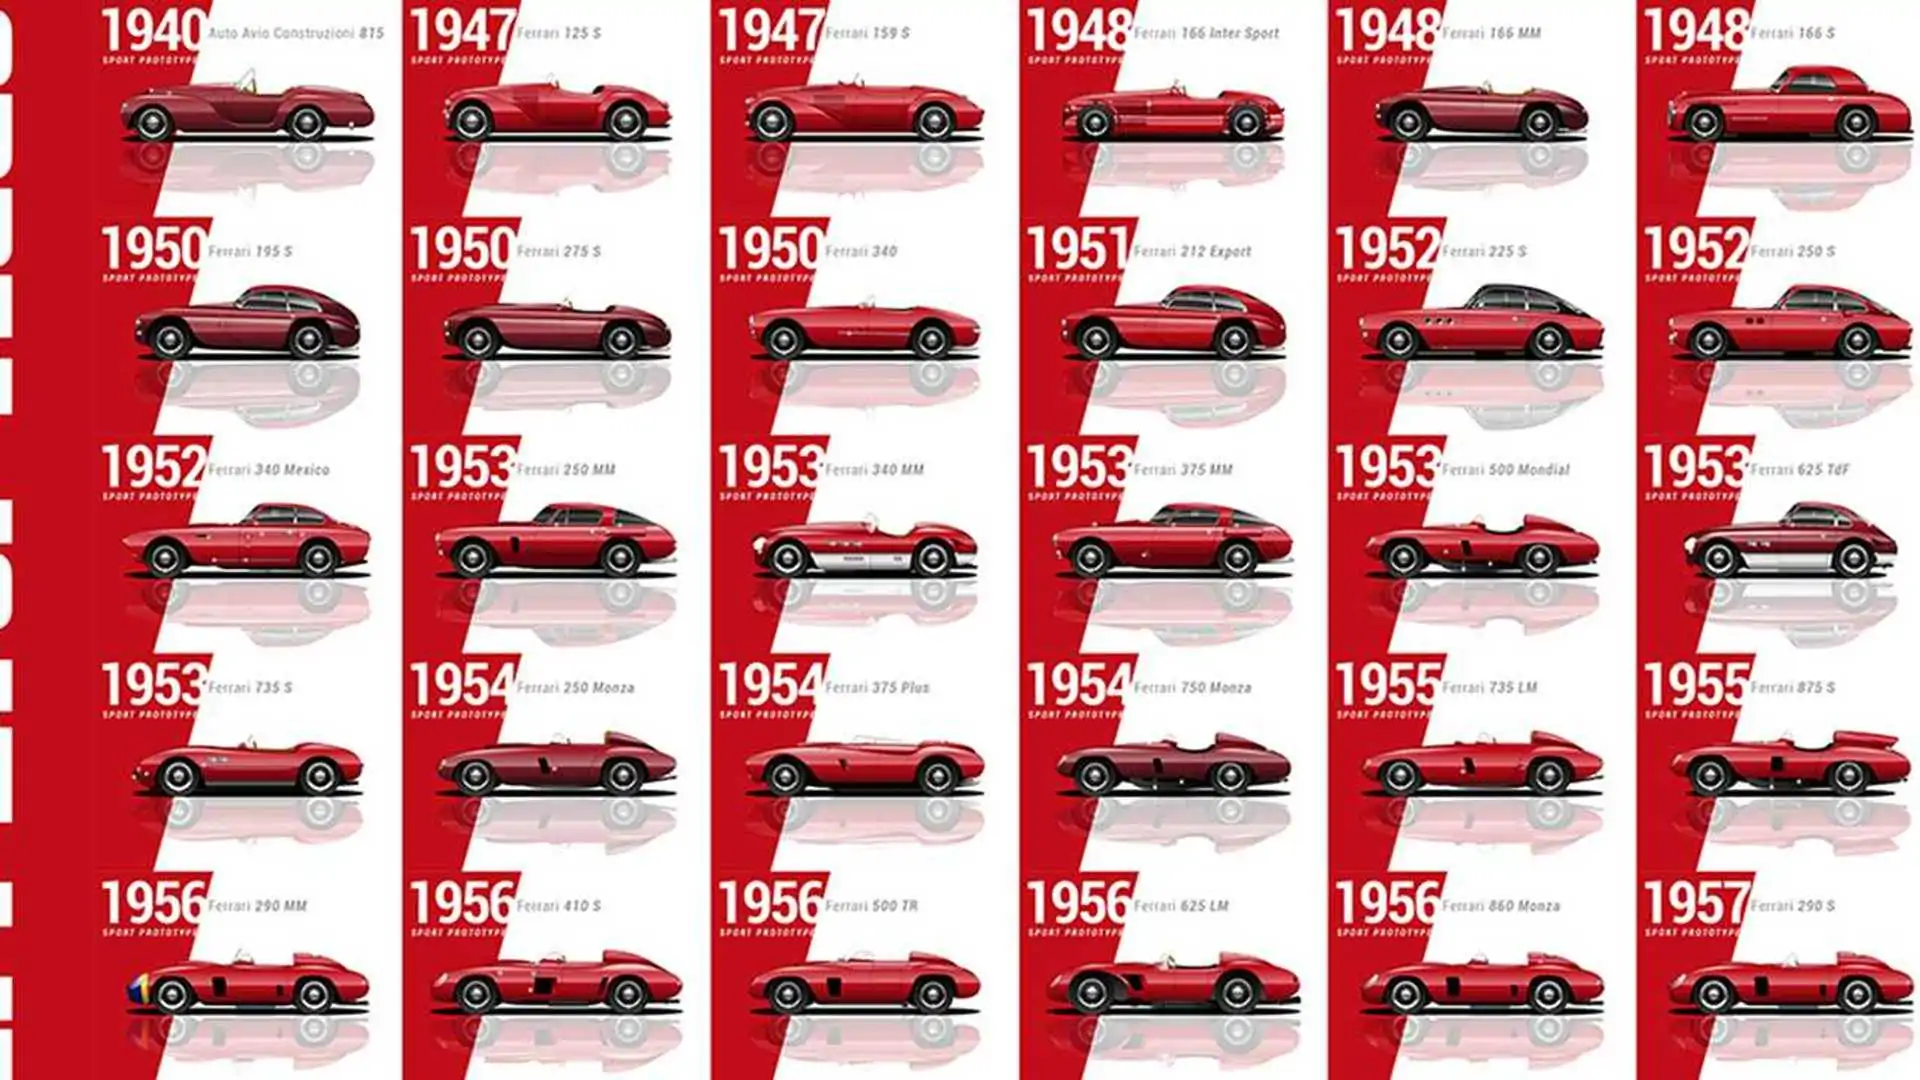 1940 Auto Avio Construzioni 815
SPORT PROTOTYPE
1947 Ferrari 125 S
SPORT PROTOTYPE
1947 Ferrari 159 S
SPORT PROTOTYPE
1948 Ferrari 166 Inter Sport
SPORT PROTOTYPE
1948 Ferrari 166 MM
SPORT PROTOTYPE
1948 Ferrari 166 S
SPORT PROTOTYPE
1950 Ferrari 195 S
SPORT PROTOTYPE
1950 Ferrari 275 S
SPORT PROTOTYPE
1950 Ferrari 340
SPORT PROTOTYPE
1951 Ferrari 212 Export
SPORT PROTOTYPE
1952 Ferrari 225 S
SPORT PROTOTYPE
1952 Ferrari 250 S
SPORT PROTOTYPE
1952 Ferrari 340 Mexico
SPORT PROTOTYPE
1953 Ferrari 250 MM
SPORT PROTOTYPE
1953 Ferrari 340 MM
SPORT PROTOTYPE
1953 Ferrari 375 MM
SPORT PROTOTYPE
1953 Ferrari 500 Mondial
SPORT PROTOTYPE
1953 Ferrari 625 TdF
SPORT PROTOTYPE
1953 Ferrari 735 S
SPORT PROTOTYPE
1954 Ferrari 250 Monza
SPORT PROTOTYPE
1954 Ferrari 375 Plus
SPORT PROTOTYPE
1954 Ferrari 750 Monza
SPORT PROTOTYPE
1955 Ferrari 735 LM
SPORT PROTOTYPE
1955 Ferrari 875 S
SPORT PROTOTYPE
1956 Ferrari 290 MM
SPORT PROTOTYPE
1956 Ferrari 410 S
SPORT PROTOTYPE
1956 Ferrari 500 TR
SPORT PROTOTYPE
1956 Ferrari 625 LM
SPORT PROTOTYPE
1956 Ferrari 860 Monza
SPORT PROTOTYPE
1957 Ferrari 290 S
SPORT PROTOTYPE